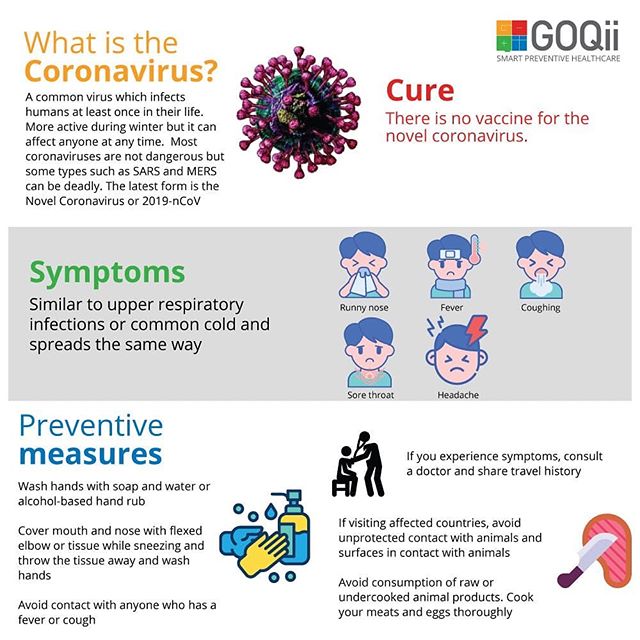 What is the
Coronavirus?
A common virus which infects
humans at least once in their life.
More active during winter but it can
affect anyone at any time. Most
coronaviruses are not dangerous but
some types such as SARS and MERS
can be deadly. The latest form is the
Novel Coronavirus or 2019-nCoV
GOQii
SMART PREVENTIVE HEALTHCARE
Cure
There is no vaccine for the
novel coronavirus.
Symptoms
Similar to upper respiratory
infections or common cold and
spreads the same way
Runny nose
Fever
Coughing
Sore throat
Headache
Preventive
measures
Wash hands with soap and water or
alcohol-based hand rub
Cover mouth and nose with flexed
elbow or tissue while sneezing and
throw the tissue away and wash
hands
Avoid contact with anyone who has a
fever or cough
If you experience symptoms, consult
a doctor and share travel history
If visiting affected countries, avoid
unprotected contact with animals and
surfaces in contact with animals
Avoid consumption of raw or
undercooked animal products. Cook
your meats and eggs thoroughly